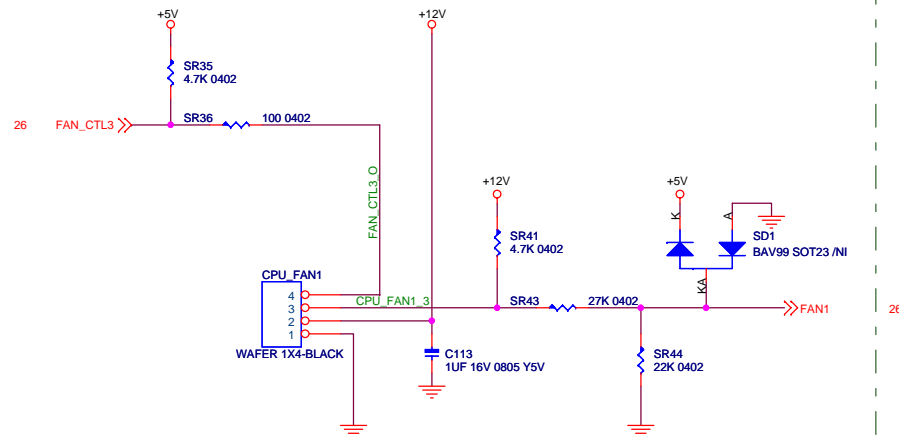 +5V
+12V
SR35
4.7K 0402
26
FAN_CTL3
SR36
100 0402
FAN_CTL3_O
+12V
+5V
K
A
SR41
4.7K 0402
SD1
BAV99 SOT23 /NI
KA
CPU_FAN1
4
3
2
1
CPU_FAN1_3
SR43
27K 0402
FAN1
26
WAFER 1X4-BLACK
C113
1UF 16V 0805 Y5V
SR44
22K 0402